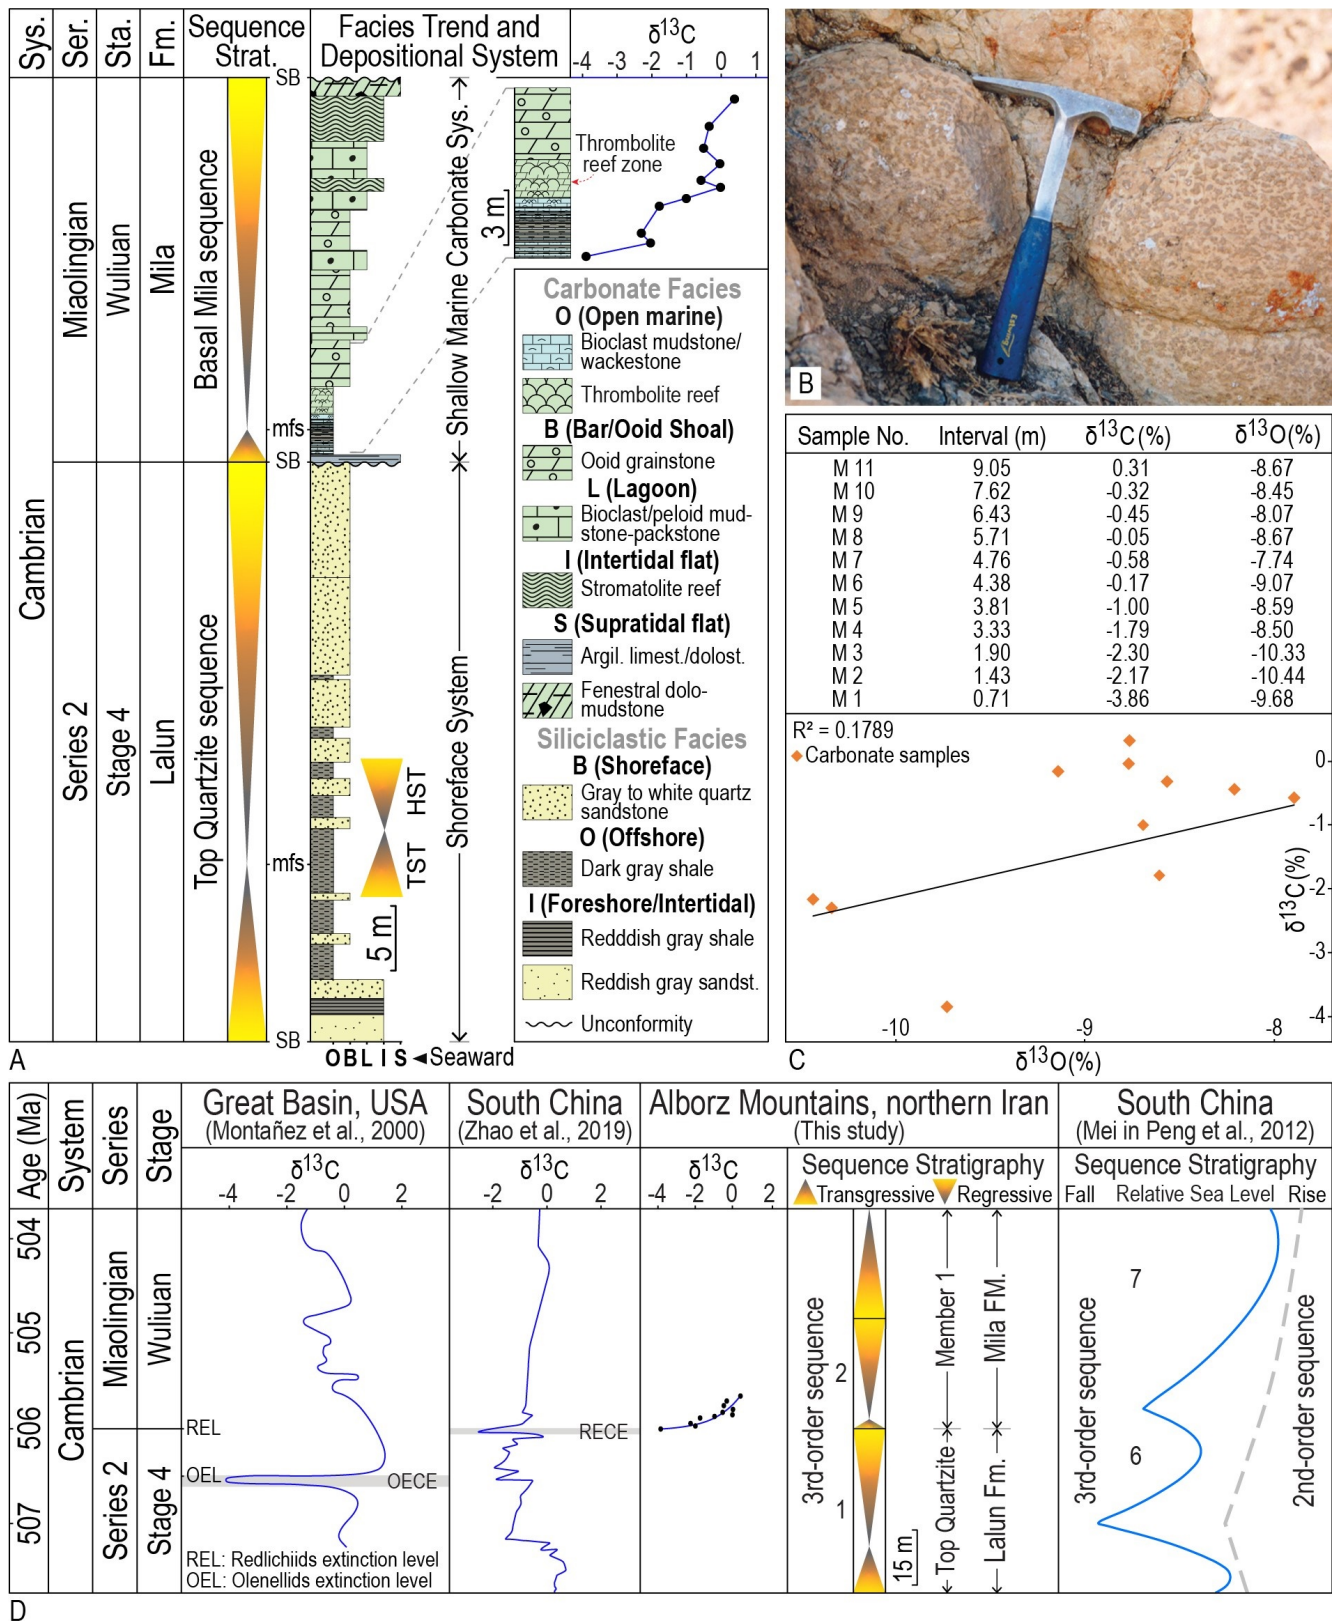 Sys.
Ser.
Sta.
Fm.
Sequence
Strat.
Facies Trend and
Depositional System
δ13C
-4 -3 -2 -1 0 1
Cambrian
Miaolingian
Series 2
Wuliuan
Stage 4
Mila
Lalun
Basal Mila sequence
Top Quartzite sequence
SB
mfs
SB
mfs
SB
Shallow Marine Carbonate Sys.
Shoreface System
HST
TST
5 m
3 m
Thrombolite
reef zone
Carbonate Facies
O (Open marine)
Bioclast mudstone/
wackestone
Thrombolite reef
B (Bar/Ooid Shoal)
Ooid grainstone
L (Lagoon)
Bioclast/peloid mud-
stone-packstone
I (Intertidal flat)
Stromatolite reef
S (Supratidal flat)
Argil. limest./dolost.
Fenestral dolo-
mudstone
Siliciclastic Facies
B (Shoreface)
Gray to white quartz
sandstone
O (Offshore)
Dark gray shale
I (Foreshore/Intertidal)
Redddish gray shale
Reddish gray sandst.
Unconformity
O B L I S ◄Seaward
A
Estwing
B
Sample No. Interval (m) δ13C(%) δ13O(%)
M 11 9.05 0.31 -8.67
M 10 7.62 -0.32 -8.45
M 9 6.43 -0.45 -8.07
M 8 5.71 -0.05 -8.67
M 7 4.76 -0.58 -7.74
M 6 4.38 -0.17 -9.07
M 5 3.81 -1.00 -8.59
M 4 3.33 -1.79 -8.50
M 3 1.90 -2.30 -10.33
M 2 1.43 -2.17 -10.44
M 1 0.71 -3.86 -9.68
R² = 0.1789
Carbonate samples
0
-1
-2
-3
-4
δ13C(%)
-10 -9 -8
δ13O(%)
C
Age (Ma)
System
Series
Stage
Great Basin, USA
(Montañez et al., 2000)
δ13C
-4 -2 0 2
South China
(Zhao et al., 2019)
δ13C
-2 0 2
Alborz Mountains, northern Iran
(This study)
δ13C
-4 -2 0 2
Sequence Stratigraphy
Transgressive Regressive
South China
(Mei in Peng et al., 2012)
Sequence Stratigraphy
Fall Relative Sea Level Rise
504
505
506
507
Cambrian
Miaolingian
Series 2
Wuliuan
Stage 4
REL
OEL
OECE
REL: Redlichiids extinction level
OEL: Olenellids extinction level
RECE
3rd-order sequence
2
1
15 m
Member 1
Top Quartzite
Mila FM.
Lalun Fm.
3rd-order sequence
7
6
2nd-order sequence
D